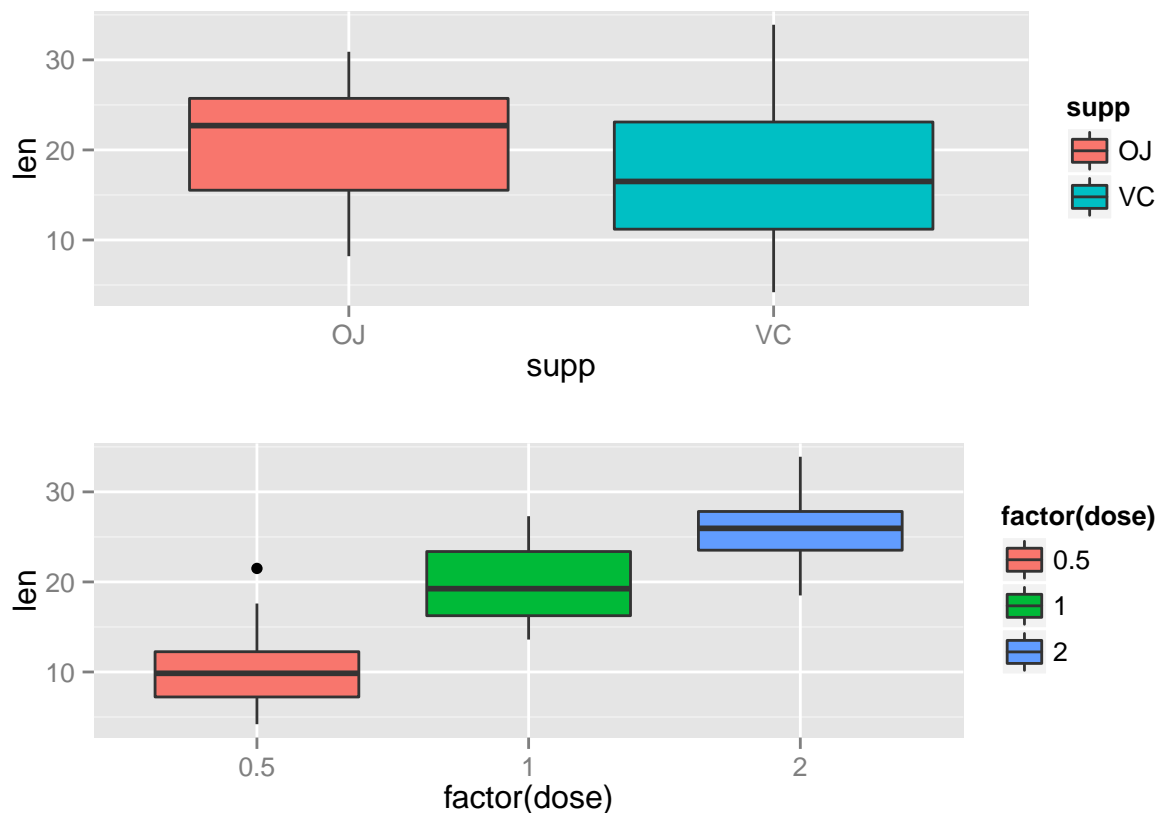 30
20
10
len
OJ
VC
supp
supp
OJ
VC
30
20
10
len
0.5
1
2
factor(dose)
factor(dose)
0.5
1
2